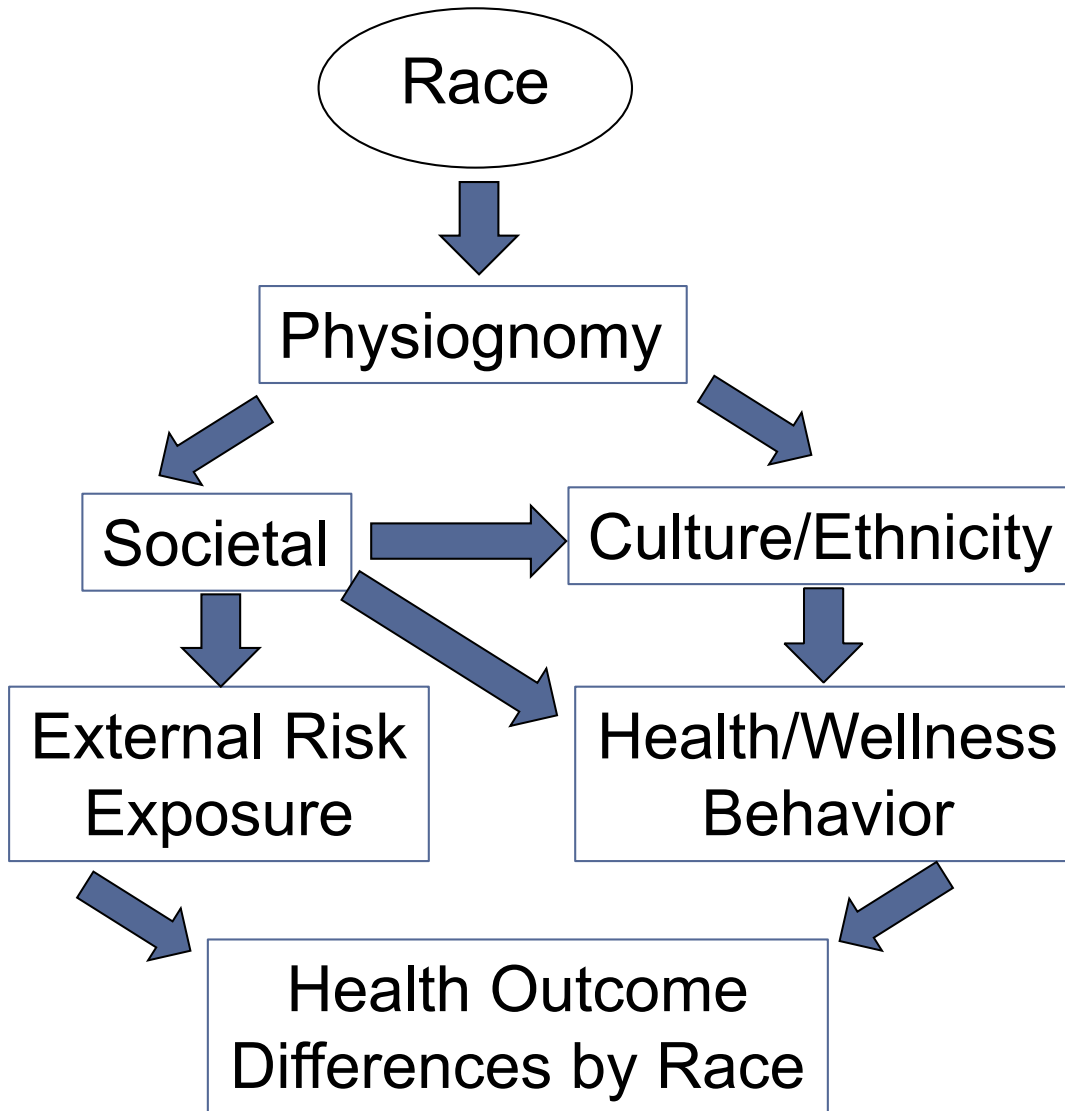 Race
Physiognomy
Societal
Culture/Ethnicity
External Risk
Exposure
Health/Wellness
Behavior
Health Outcome
Differences by Race